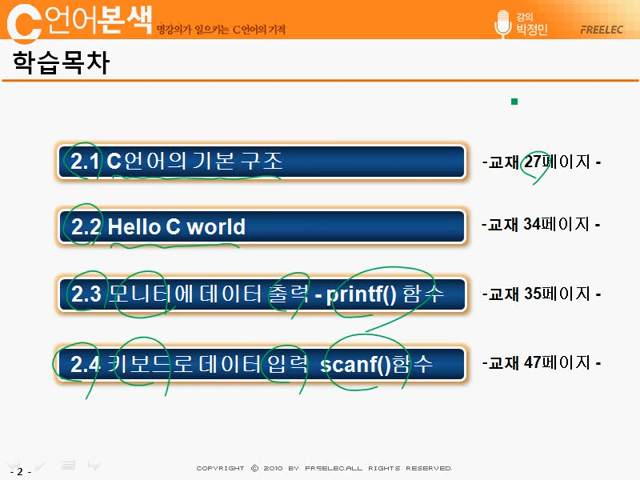 C언어본색 명강의가 일으키는 C언어의 기적
강의
박정민
FREELEC
학습목차
2.1 C언어의 기본 구조 -교재 27페이지 -
2.2 Hello C world -교재 34페이지 -
2.3 모니터에 데이터 출력 - printf() 함수 -교재 35페이지 -
2.4 키보드로 데이터 입력 scanf()함수 -교재 47페이지 -
- 2 -
COPYRIGHT © 2010 BY FREELEC.ALL RIGHTS RESERVED.